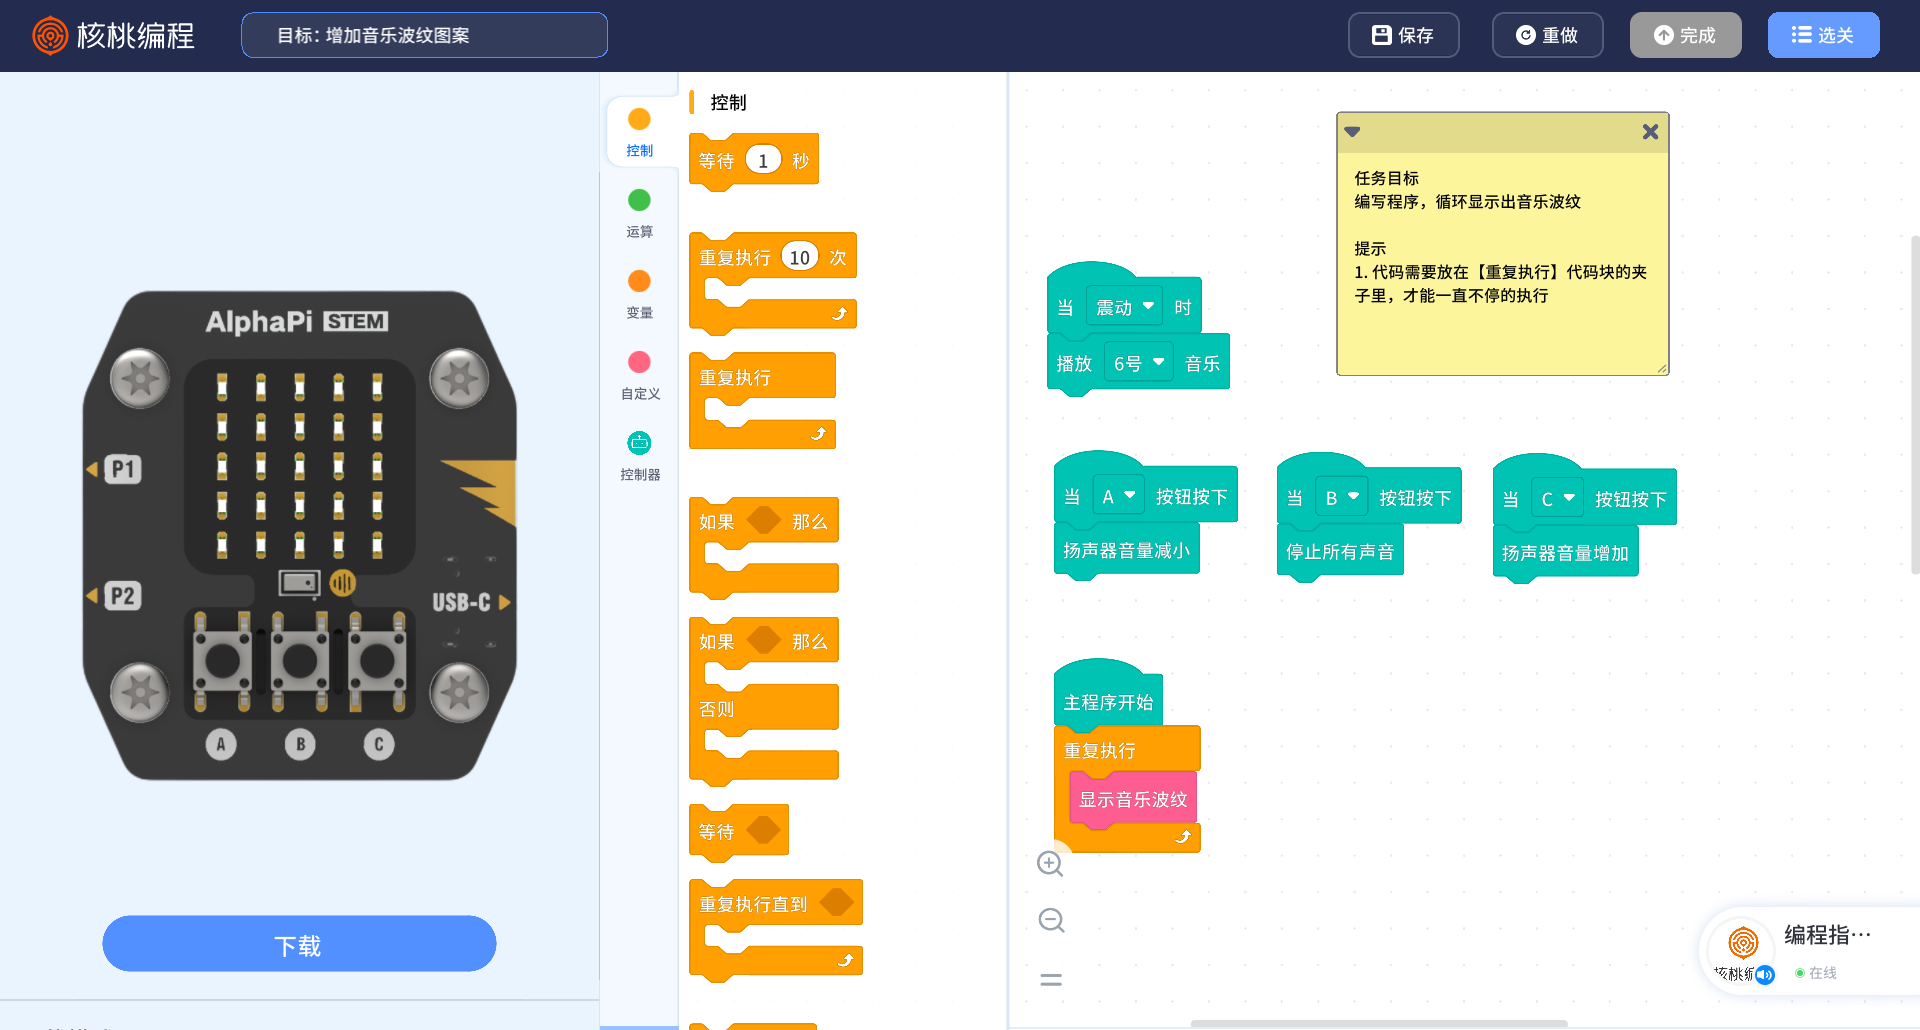 核桃编程
目标：增加音乐波纹图案
保存
重做
完成
选关
控制
运算
变量
自定义
控制器
控制
等待 1 秒
重复执行 10 次
重复执行
如果 那么
如果 那么
否则
等待
重复执行直到
AlphaPi STEM
P1
P2
USB-C
A
B
C
下载
任务目标
编写程序，循环显示出音乐波纹
提示
1. 代码需要放在【重复执行】代码块的夹
子里，才能一直不停的执行
当 震动 时
播放 6号 音乐
当 A 按钮按下
扬声器音量减小
当 B 按钮按下
停止所有声音
当 C 按钮按下
扬声器音量增加
主程序开始
重复执行
显示音乐波纹
编程指…
在线